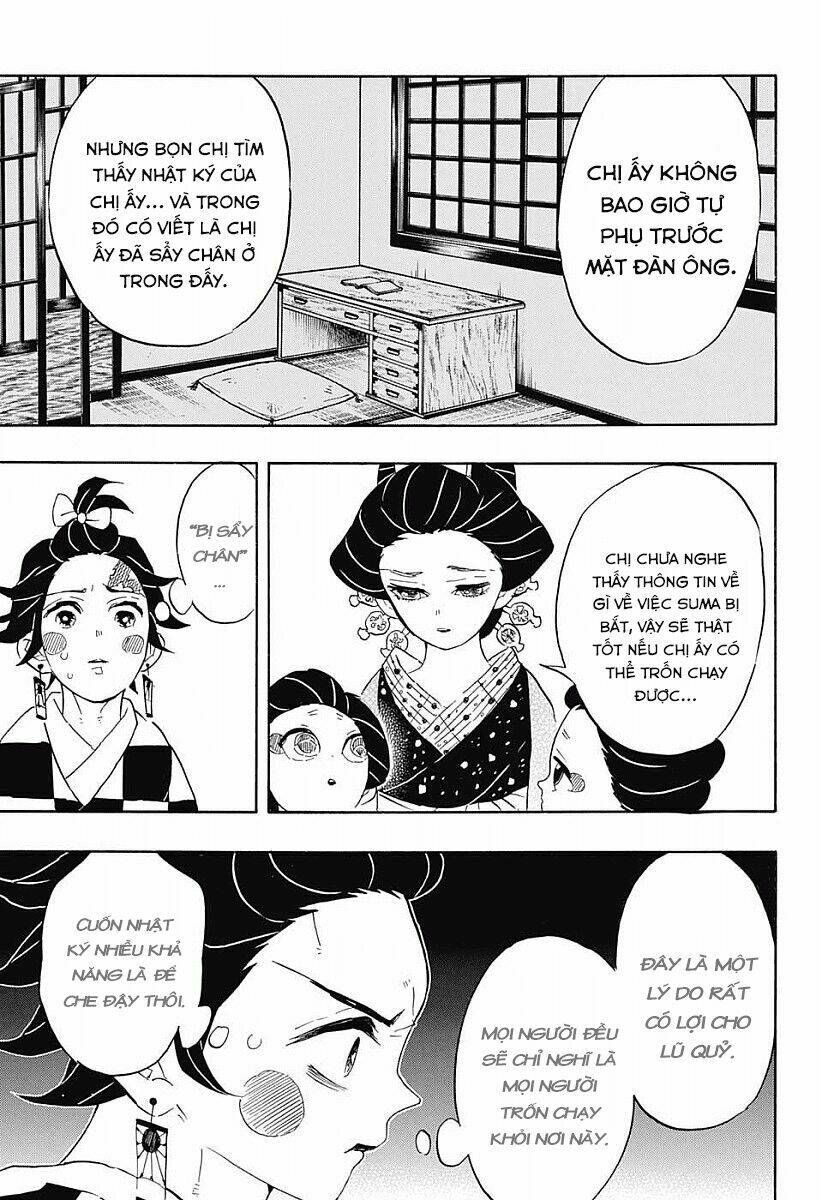 CHỊ ẤY KHÔNG
BAO GIỜ TỰ
PHỤ TRƯỚC
MẶT ĐÀN ÔNG.
NHƯNG BỌN CHỊ TÌM
THẤY NHẬT KÝ CỦA
CHỊ ẤY... VÀ TRONG
ĐÓ CÓ VIẾT LÀ CHỊ
ẤY ĐÃ SẨY CHÂN Ở
TRONG ĐẤY.
CHỊ CHƯA NGHE
THẤY THÔNG TIN VỀ
GÌ VỀ VIỆC SUMA BỊ
BẮT, VẬY SẼ THẬT
TỐT NẾU CHỊ ẤY CÓ
THỂ TRỐN CHẠY
ĐƯỢC...
"BỊ SẨY
CHÂN"
...
ĐÂY LÀ MỘT
LÝ DO RẤT
CÓ LỢI CHO
LŨ QUỶ.
MỌI NGƯỜI ĐỀU
SẼ CHỈ NGHĨ LÀ
MỌI NGƯỜI
TRỐN CHẠY
KHỎI NƠI NÀY.
CUỐN NHẬT
KÝ NHIỀU KHẢ
NĂNG LÀ ĐỂ
CHE ĐẬY THÔI.